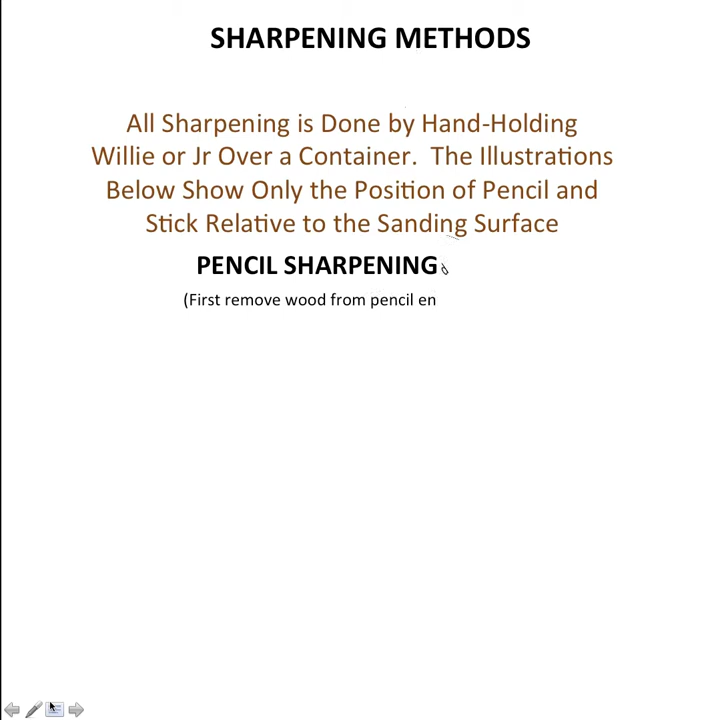 SHARPENING METHODS
All Sharpening is Done by Hand-Holding
Willie or Jr Over a Container. The Illustrations
Below Show Only the Position of Pencil and
Stick Relative to the Sanding Surface
PENCIL SHARPENING
(First remove wood from pencil en